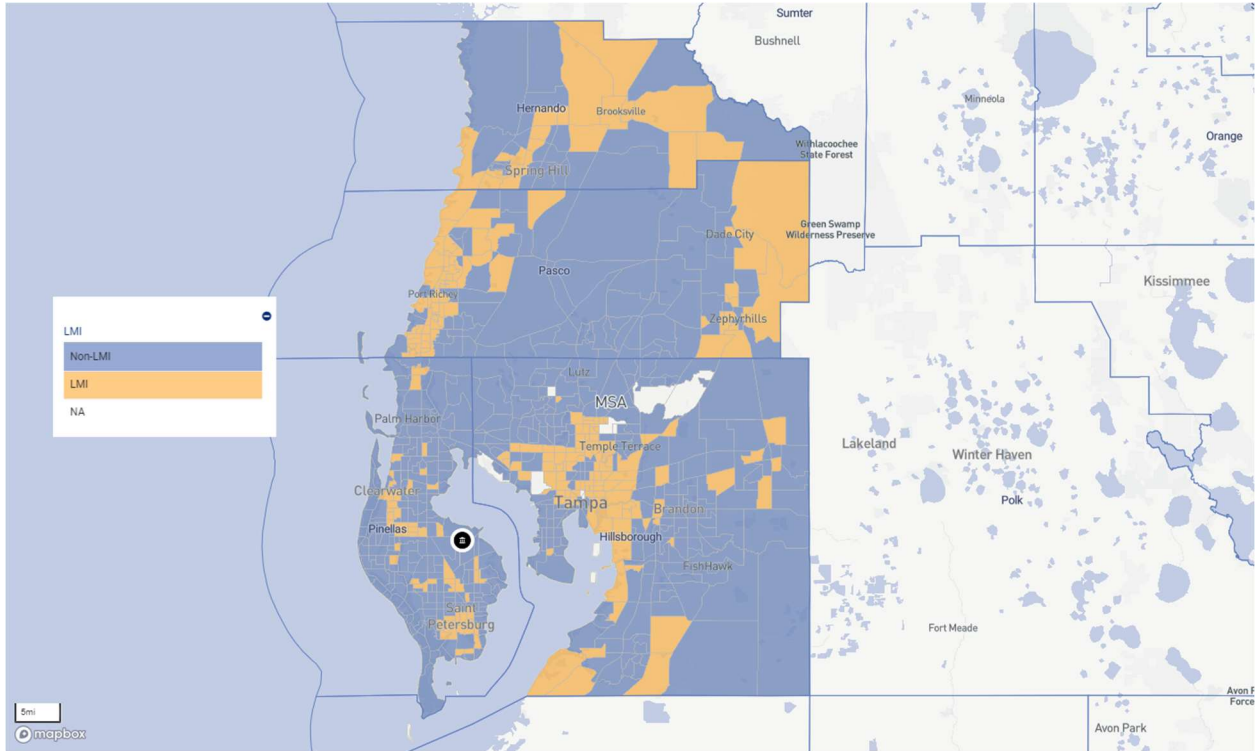 Sumter
Bushnell
Minneola
Orange
Hernando
Brooksville
Withlacoochee
State Forest
Spring Hill
Green Swamp
Wilderness Preserve
Dade City
Pasco
Kissimmee
Port Richey
Zephyrhills
LMI
Non-LMI
LMI
NA
Lutz
MSA
Palm Harbor
Temple Terrace
Lakeland
Winter Haven
Clearwater
Tampa
Brandon
Polk
Pinellas
Hillsborough
FishHawk
Saint
Petersburg
Fort Meade
Avon P
Force
5mi
mapbox
Avon Park